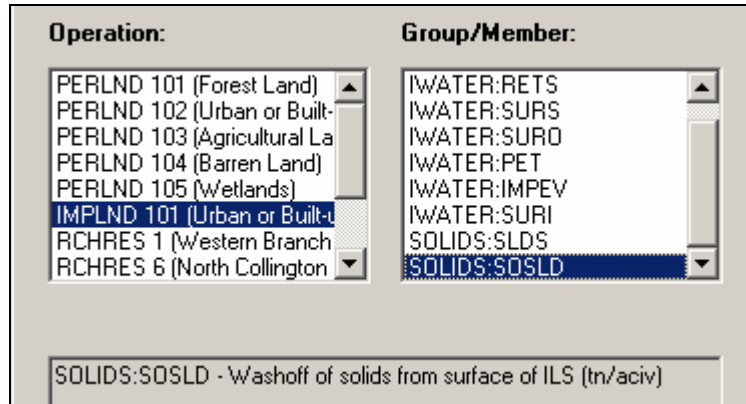 Operation:
PERLND 101 (Forest Land)
PERLND 102 (Urban or Built-
PERLND 103 (Agricultural La
PERLND 104 (Barren Land)
PERLND 105 (Wetlands)
IMPLND 101 (Urban or Built-u
RCHRES 1 (Western Branch
RCHRES 6 (North Collington
Group/Member:
IWATER:RETS
IWATER:SURS
IWATER:SURO
IWATER:PET
IWATER:IMPEV
IWATER:SURI
SOLIDS:SLDS
SOLIDS:SOSLD
SOLIDS:SOSLD - Washoff of solids from surface of ILS (tn/aciv)